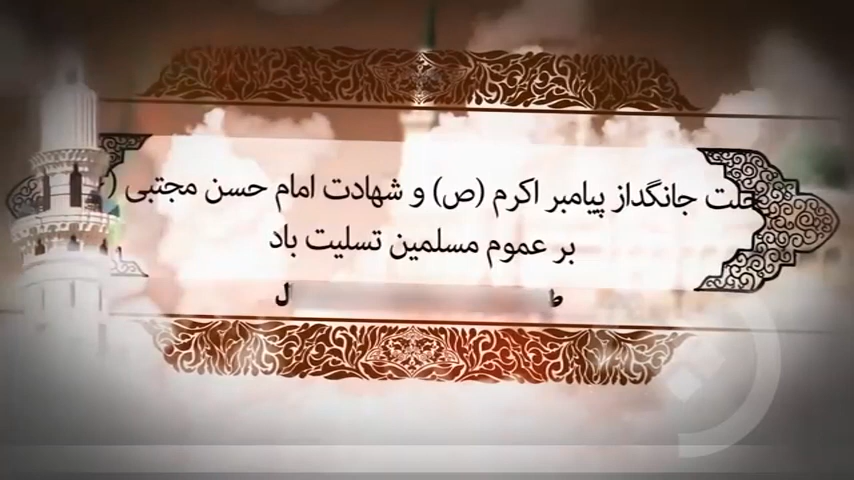 جانگداز پیامبر اکرم (ص) و شهادت امام حسن مجتبی
بر عموم مسلمین تسلیت باد